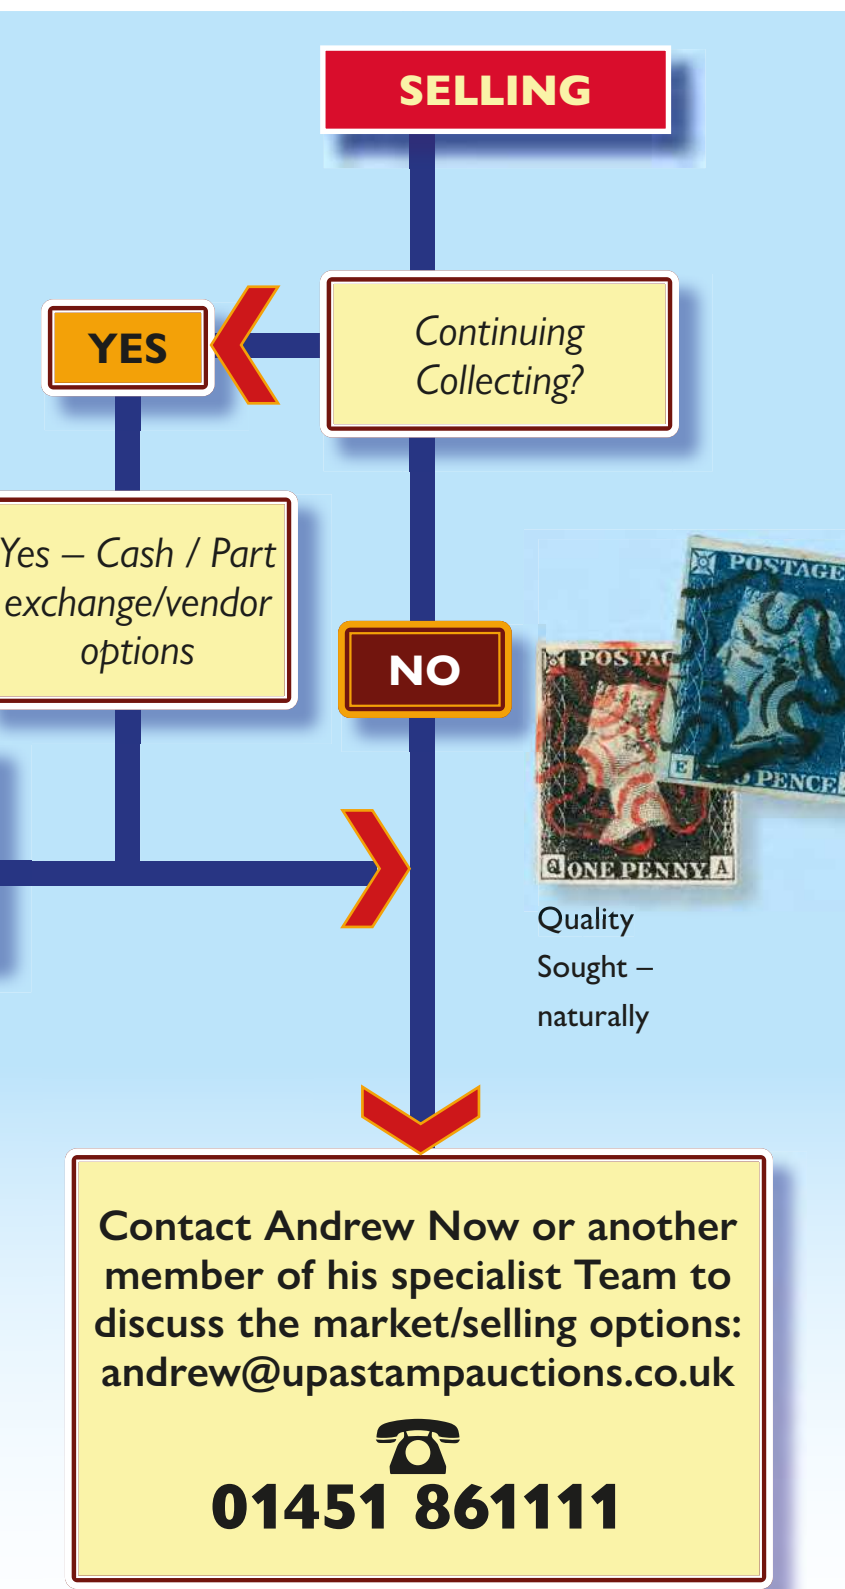 SELLING
Continuing
Collecting?
YES
Yes – Cash / Part
exchange/vendor
options
NO
POSTAGE
E
PENCE
POSTAG
Q ONE PENNY A
Quality
Sought –
naturally
Contact Andrew Now or another
member of his specialist Team to
discuss the market/selling options:
andrew@upastampauctions.co.uk
01451 861111